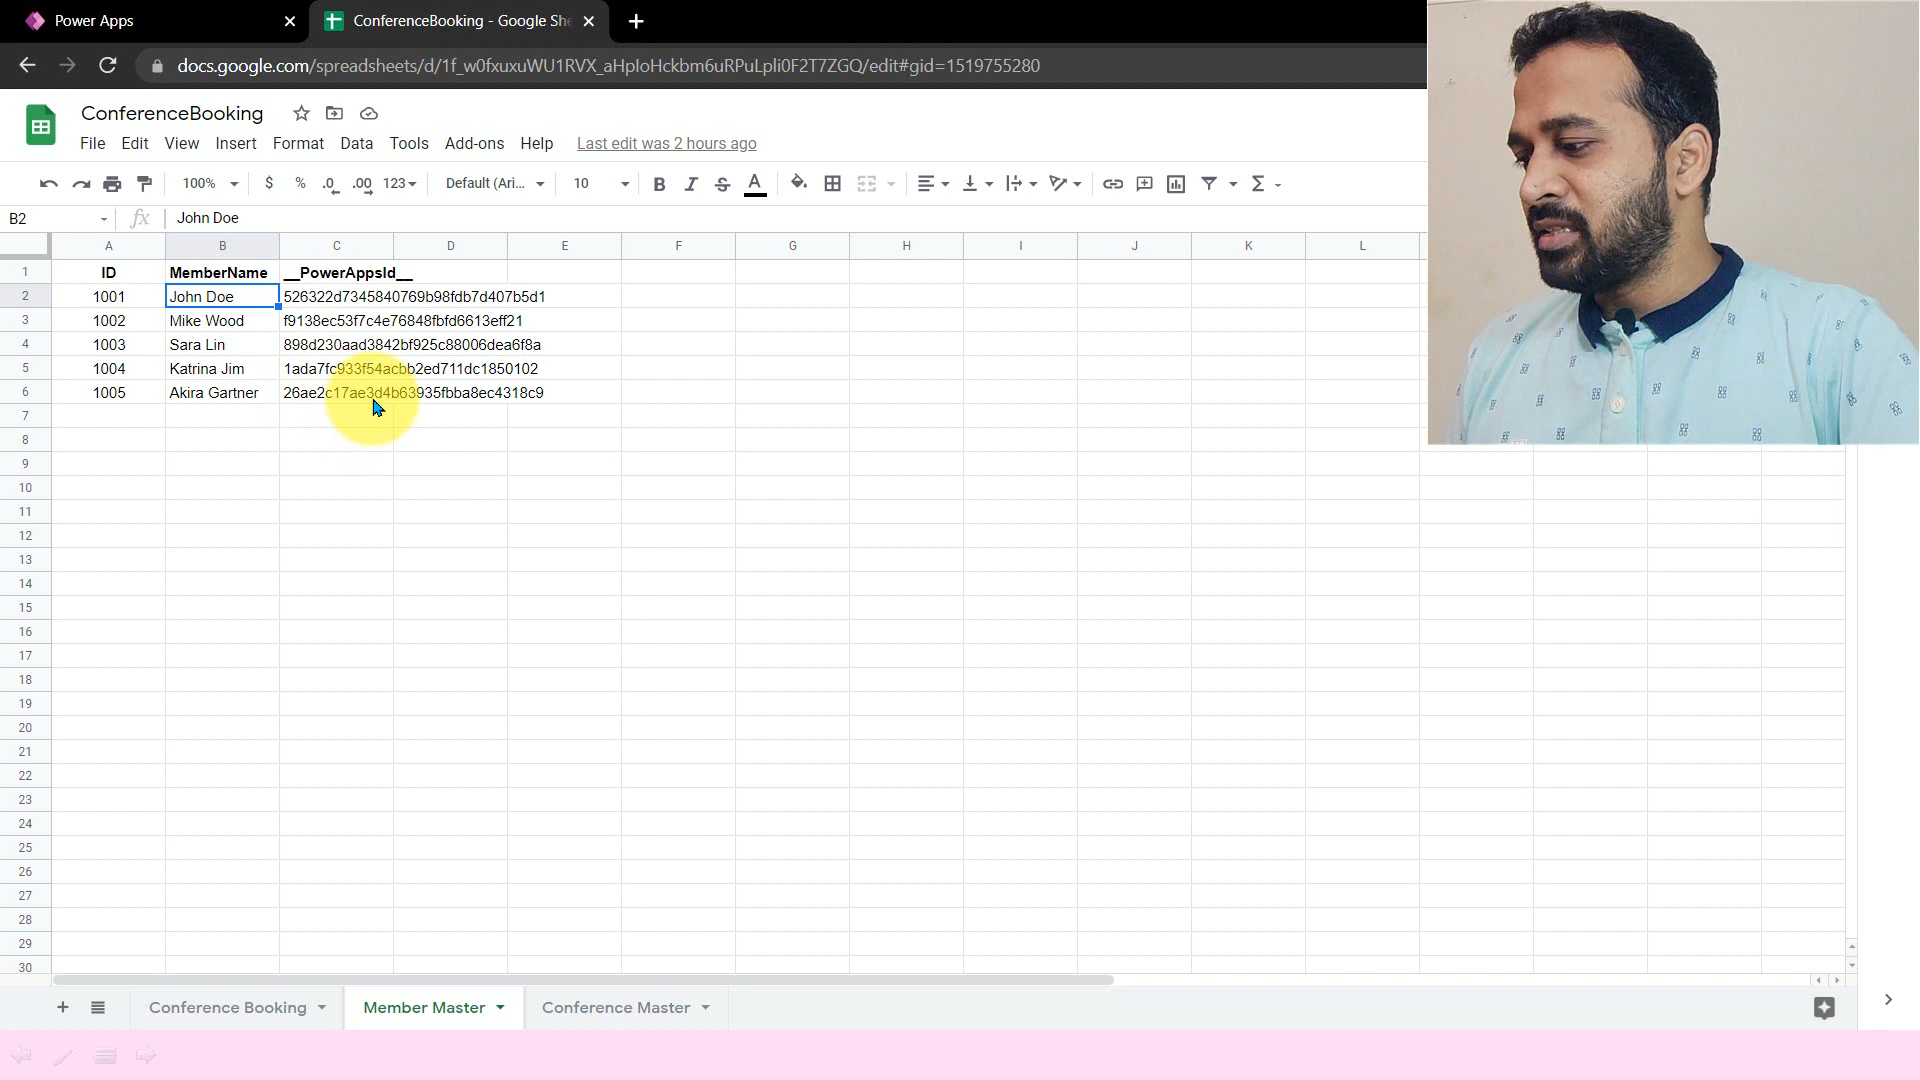 Power Apps
ConferenceBooking - Google She
docs.google.com/spreadsheets/d/1f_w0fxuxuWU1RVX_aHpIoHckbm6uRPuLpli0F2T7ZGQ/edit#gid=1519755280
ConferenceBooking
File Edit View Insert Format Data Tools Add-ons Help Last edit was 2 hours ago
100% $ % .0 .00 123 Default (Ari... 10 B I S A Σ
B2 fx John Doe
A B C D E F G H I J K L
1 ID MemberName __PowerAppsId__
2 1001 John Doe 526322d7345840769b98fdb7d407b5d1
3 1002 Mike Wood f9138ec53f7c4e76848fbfd6613eff21
4 1003 Sara Lin 898d230aad3842bf925c88006dea6f8a
5 1004 Katrina Jim 1ada7fc933f54acbb2ed711dc1850102
6 1005 Akira Gartner 26ae2c17ae3d4b63935fbba8ec4318c9
7
8
9
10
11
12
13
14
15
16
17
18
19
20
21
22
23
24
25
26
27
28
29
30
Conference Booking Member Master Conference Master